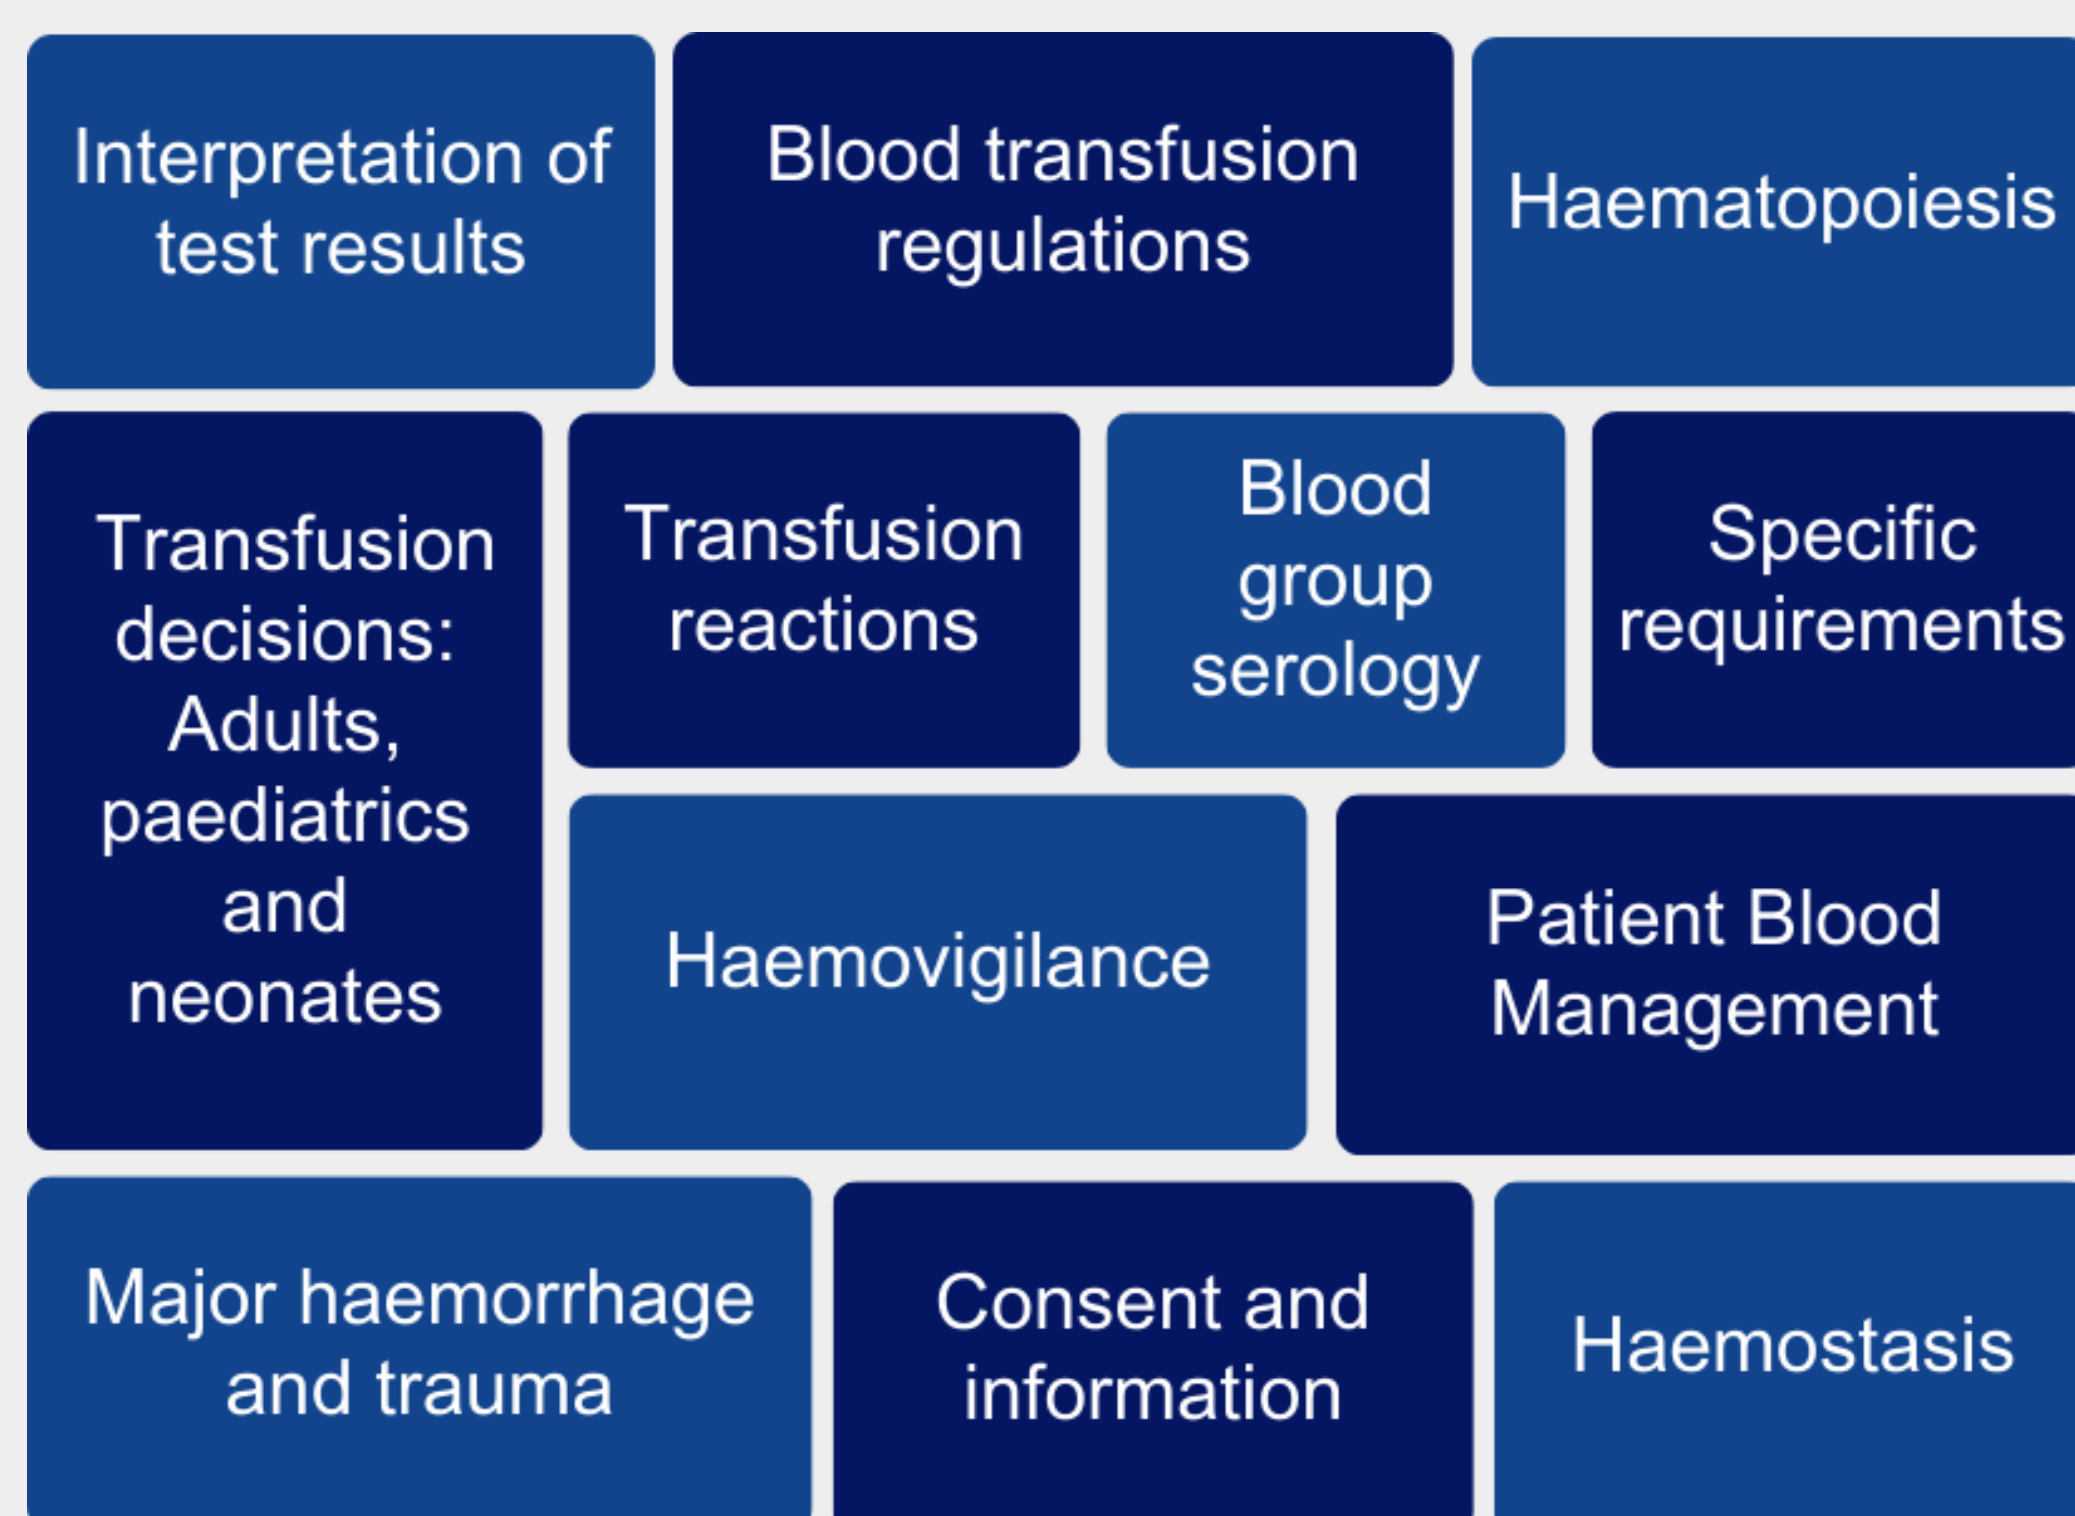 Interpretation of
test results
Blood transfusion
regulations
Haematopoiesis
Transfusion
decisions:
Adults,
paediatrics
and
neonates
Transfusion
reactions
Blood
group
serology
Specific
requirements
Haemovigilance
Patient Blood
Management
Major haemorrhage
and trauma
Consent and
information
Haemostasis